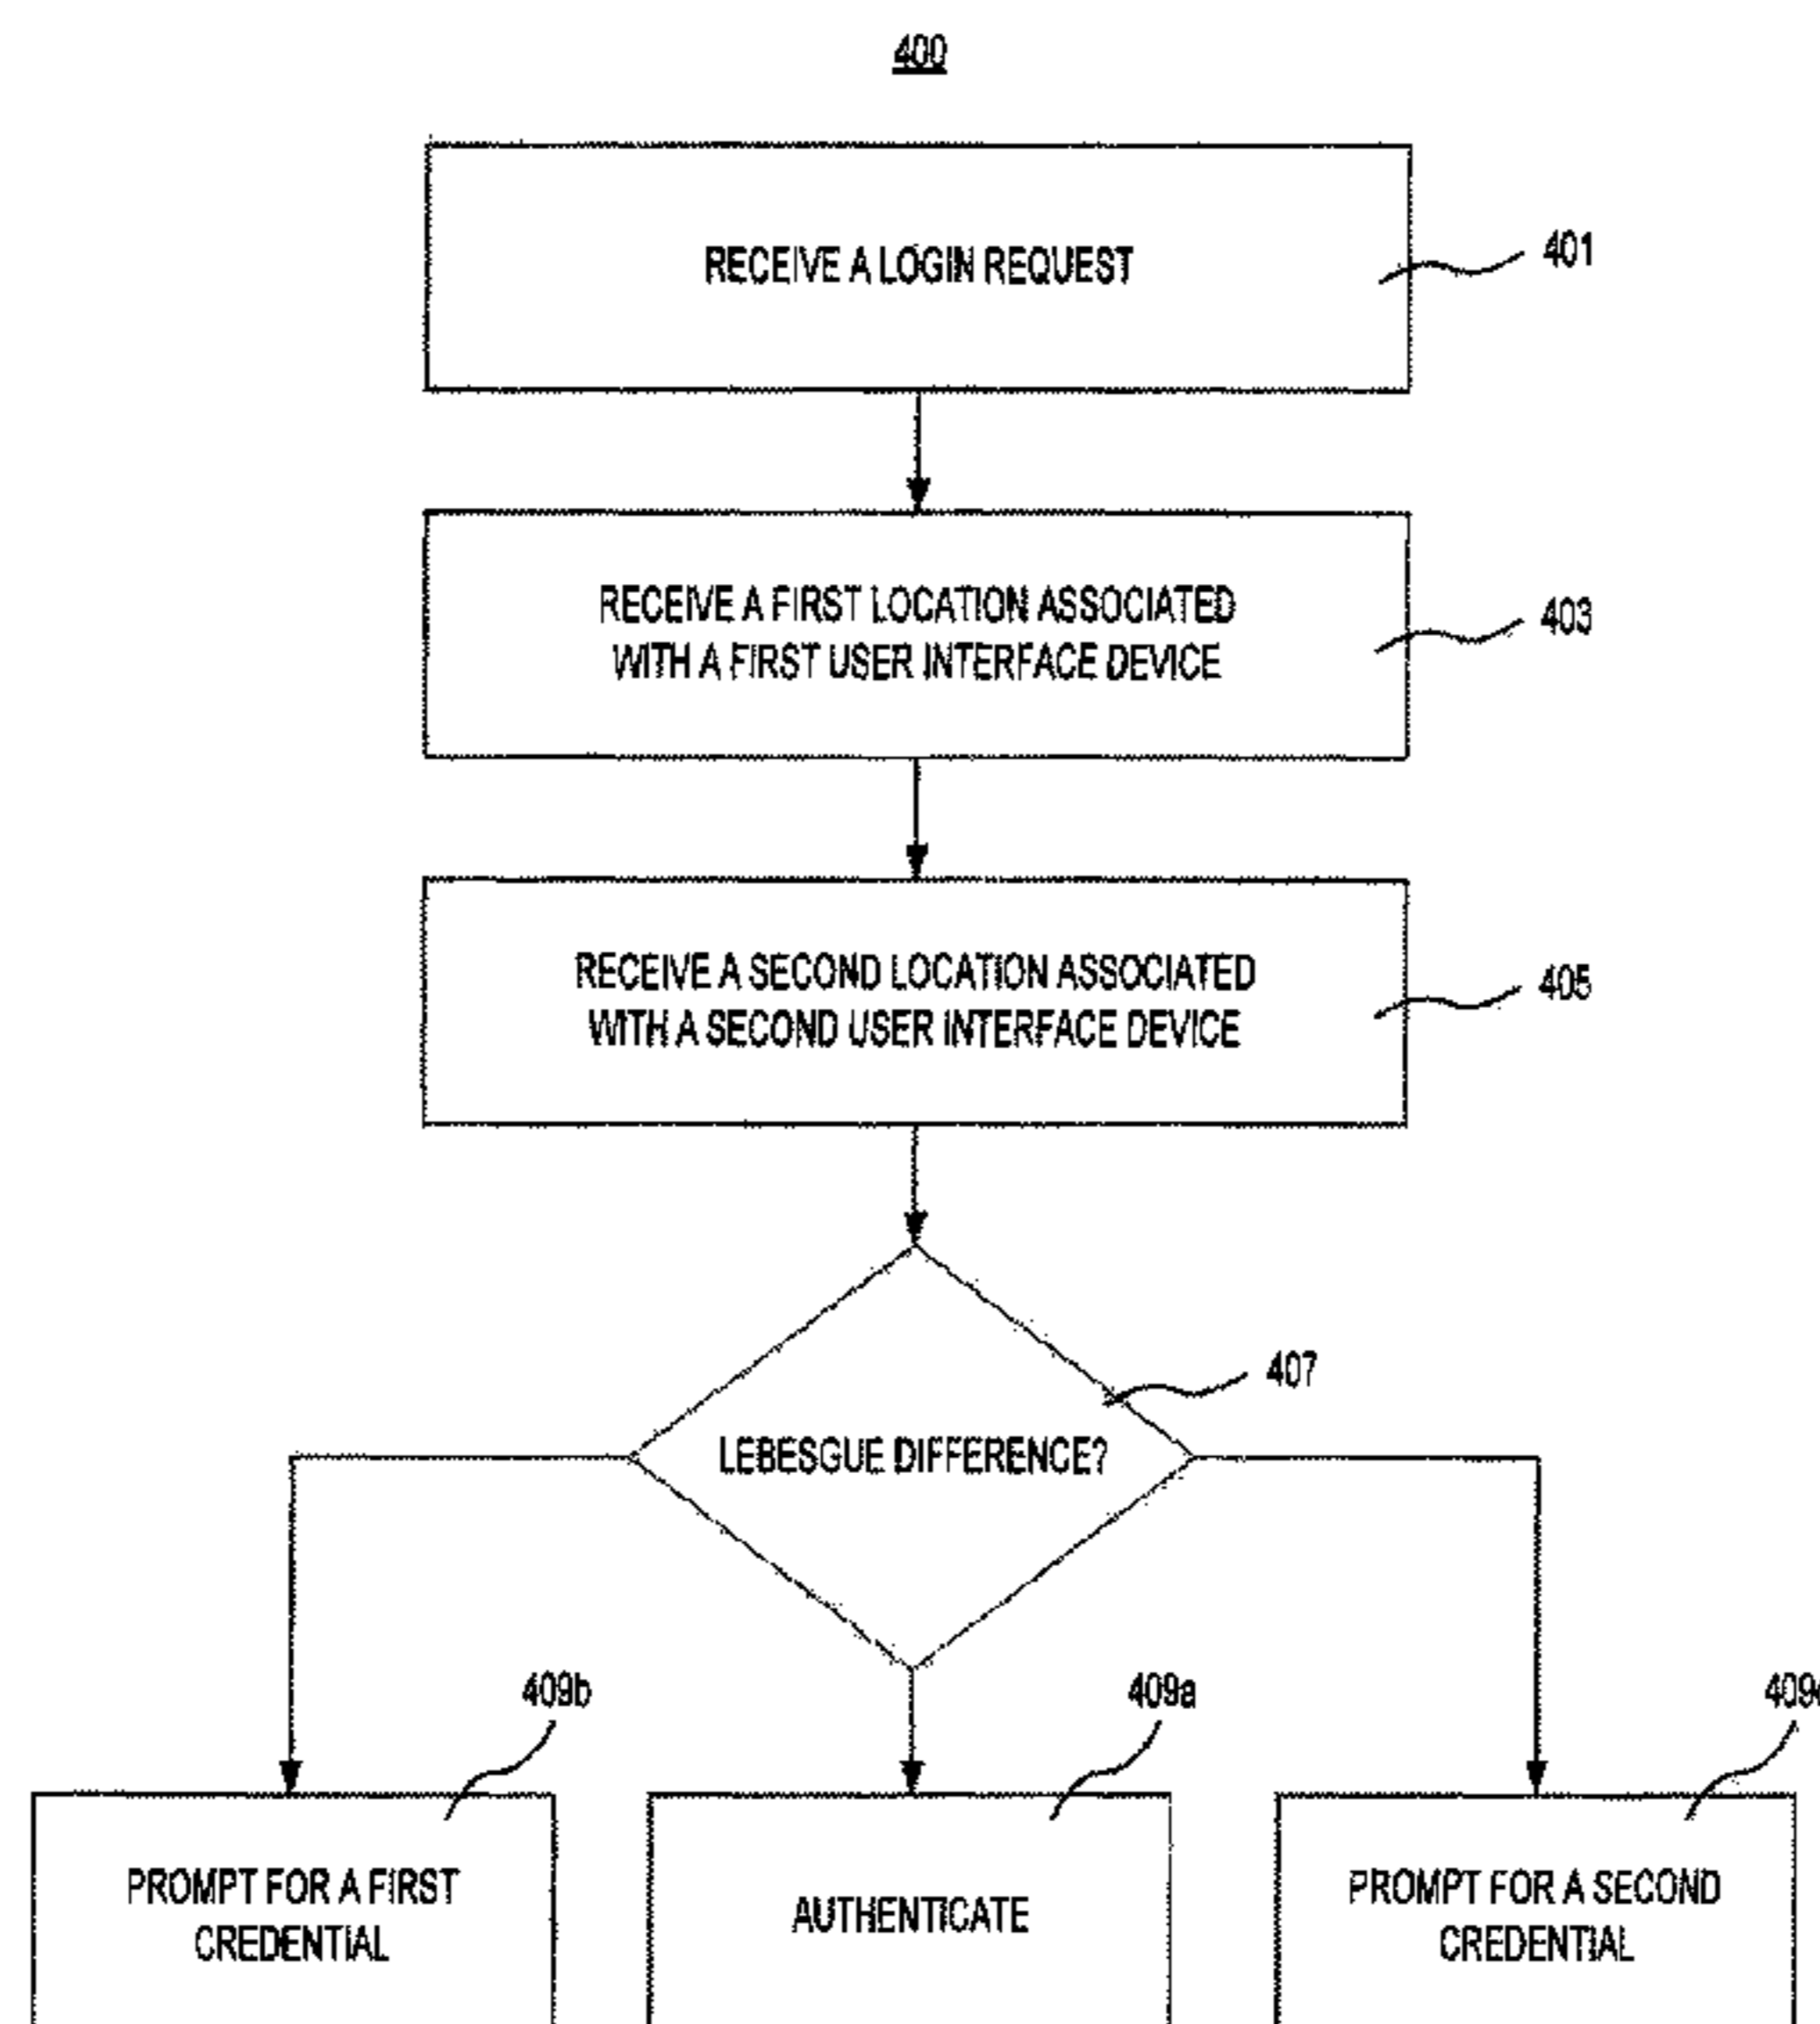 400
RECEIVE A LOGIN REQUEST
401
RECEIVE A FIRST LOCATION ASSOCIATED
WITH A FIRST USER INTERFACE DEVICE
403
RECEIVE A SECOND LOCATION ASSOCIATED
WITH A SECOND USER INTERFACE DEVICE
405
407
LEBESGUE DIFFERENCE?
409b
409a
PROMPT FOR A FIRST
CREDENTIAL
AUTHENTICATE
PROMPT FOR A SECOND
CREDENTIAL